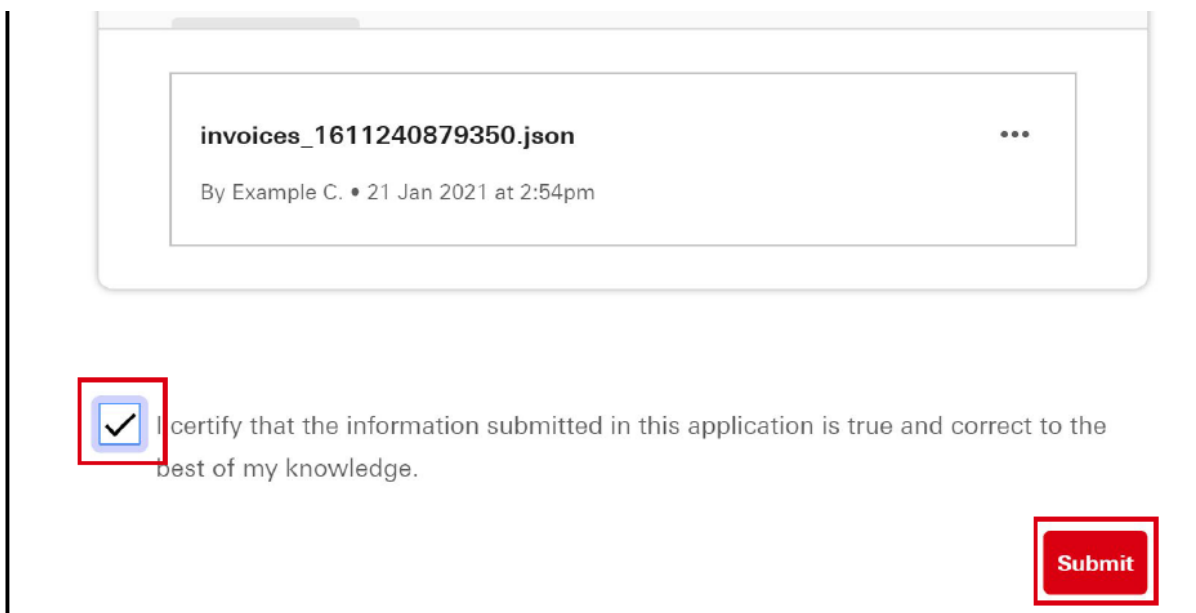 invoices_1611240879350.json
By Example C. • 21 Jan 2021 at 2:54pm
I certify that the information submitted in this application is true and correct to the
best of my knowledge.
Submit